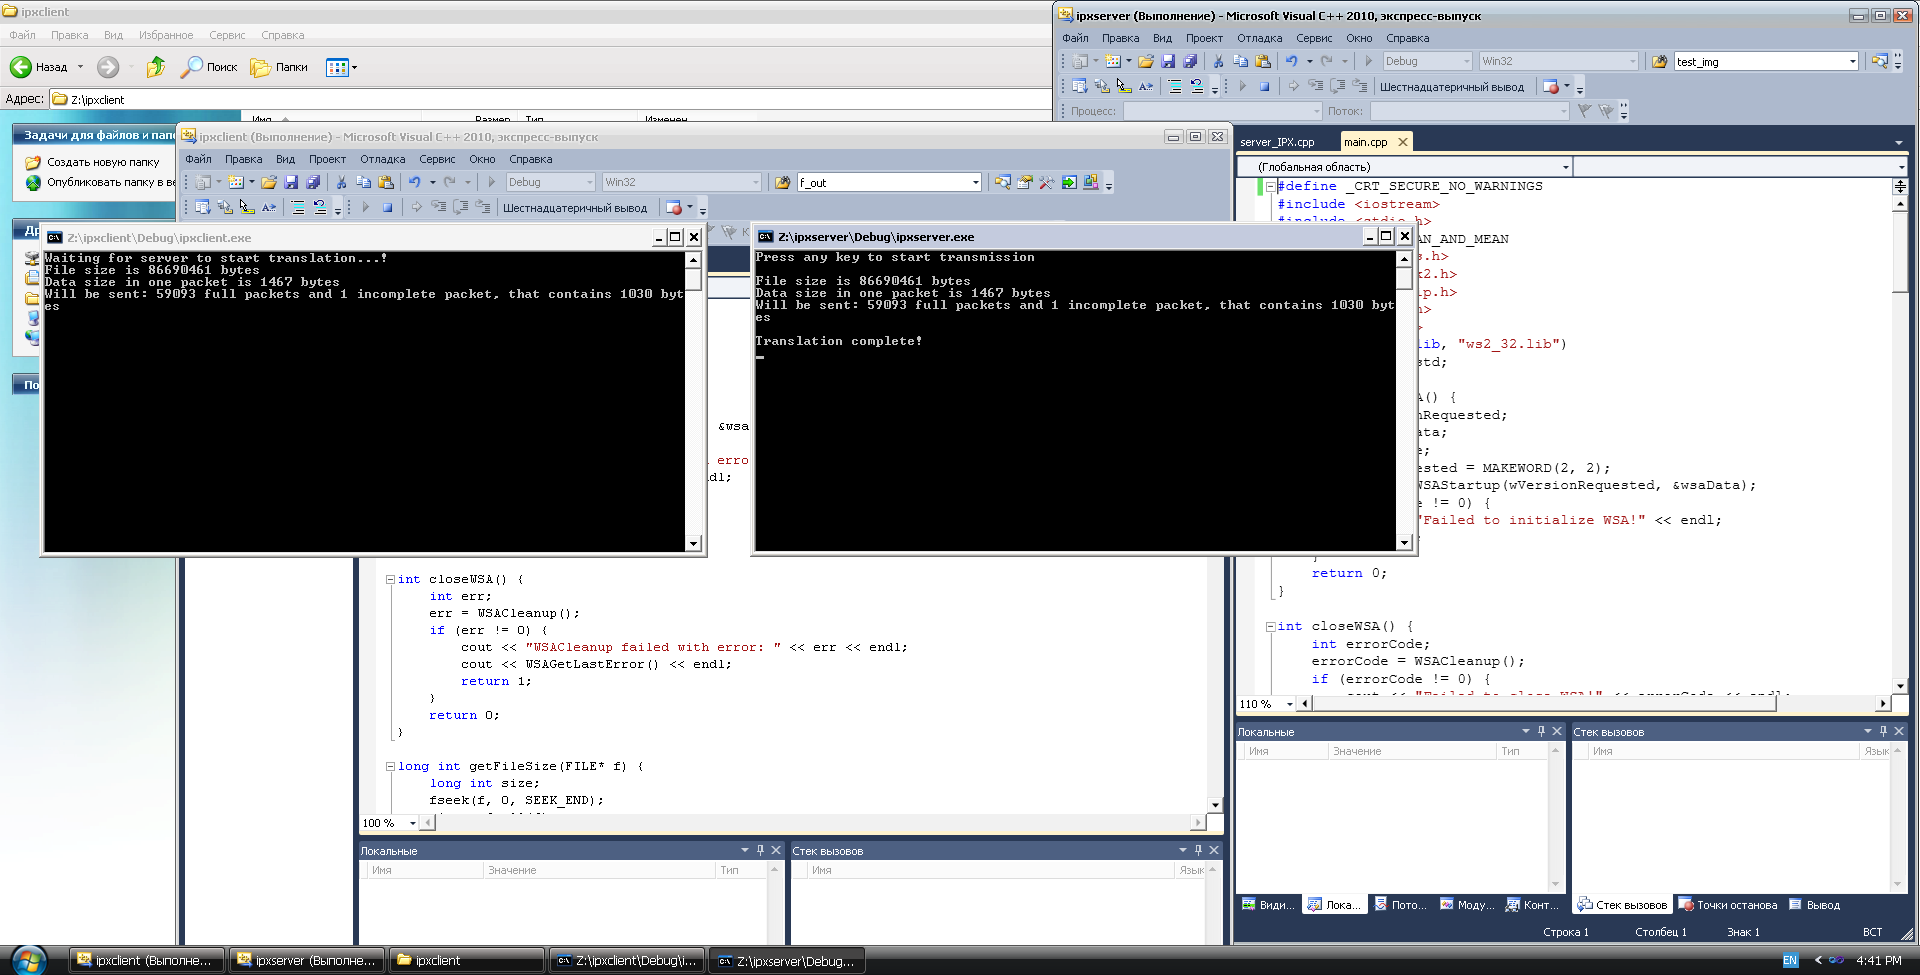 ipxclient
Файл Правка Вид Избранное Сервис Справка
Назад Поиск Папки
Адрес: Z:\ipxclient
Имя Размер Тип Изменен
Задачи для файлов и
Создать новую папку
Опубликовать папку в
ipxclient (Выполнение) - Microsoft Visual C++ 2010, экспресс-выпуск
Файл Правка Вид Проект Отладка Сервис Окно Справка
Debug Win32 f_out
Шестнадцатеричный вывод
Z:\ipxclient\Debug\ipxclient.exe
Waiting for server to start translation...!
File size is 86690461 bytes
Data size in one packet is 1467 bytes
Will be sent: 59093 full packets and 1 incomplete packet, that contains 1030 byt
es
&wsa
erro
dl;
int closeWSA() {
int err;
err = WSACleanup();
if (err != 0) {
cout << "WSACleanup failed with error: " << err << endl;
cout << WSAGetLastError() << endl;
return 1;
}
return 0;
}
long int getFileSize(FILE* f) {
long int size;
fseek(f, 0, SEEK_END);
100 %
Локальные
Имя Значение Тип
Стек вызовов
Имя Язык
Z:\ipxserver\Debug\ipxserver.exe
Press any key to start transmission
File size is 86690461 bytes
Data size in one packet is 1467 bytes
Will be sent: 59093 full packets and 1 incomplete packet, that contains 1030 byt
es
Translation complete!
ipxserver (Выполнение) - Microsoft Visual C++ 2010, экспресс-выпуск
Файл Правка Вид Проект Отладка Сервис Окно Справка
Debug Win32 test_img
Шестнадцатеричный вывод
Процесс: Поток:
server_IPX.cpp main.cpp
(Глобальная область)
#define _CRT_SECURE_NO_WARNINGS
#include <iostream>
#include <stdio.h>
AN_AND_MEAN
s.h>
k2.h>
p.h>
h>
>
lib, "ws2_32.lib")
std;
A() {
nRequested;
ata;
e;
ested = MAKEWORD(2, 2);
WSAStartup(wVersionRequested, &wsaData);
e != 0) {
"Failed to initialize WSA!" << endl;
;
}
return 0;
}
int closeWSA() {
int errorCode;
errorCode = WSACleanup();
if (errorCode != 0) {
cout << "Failed to close WSA!" << errorCode << endl;
110 %
Локальные
Имя Значение Тип
Стек вызовов
Имя Язык
Види... Лока... Пото... Моду... Конт...
Стек вызовов Точки останова Вывод
Строка 1 Столбец 1 Знак 1 ВСТ
ipxclient (Выполне... ipxserver (Выполне... ipxclient Z:\ipxclient\Debug\i... Z:\ipxserver\Debug... EN 4:41 PM